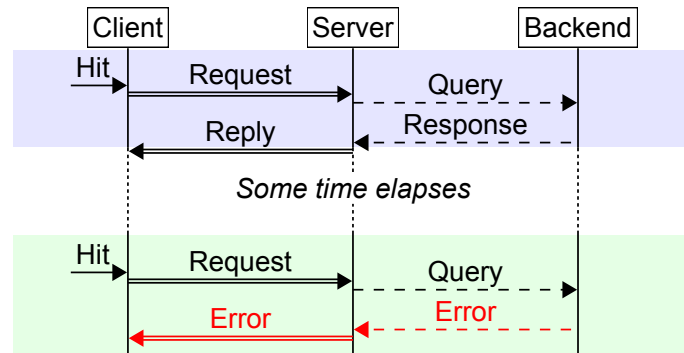 Client Server Backend
Hit
Request
Query
Response
Reply
Some time elapses
Hit
Request
Query
Error
Error